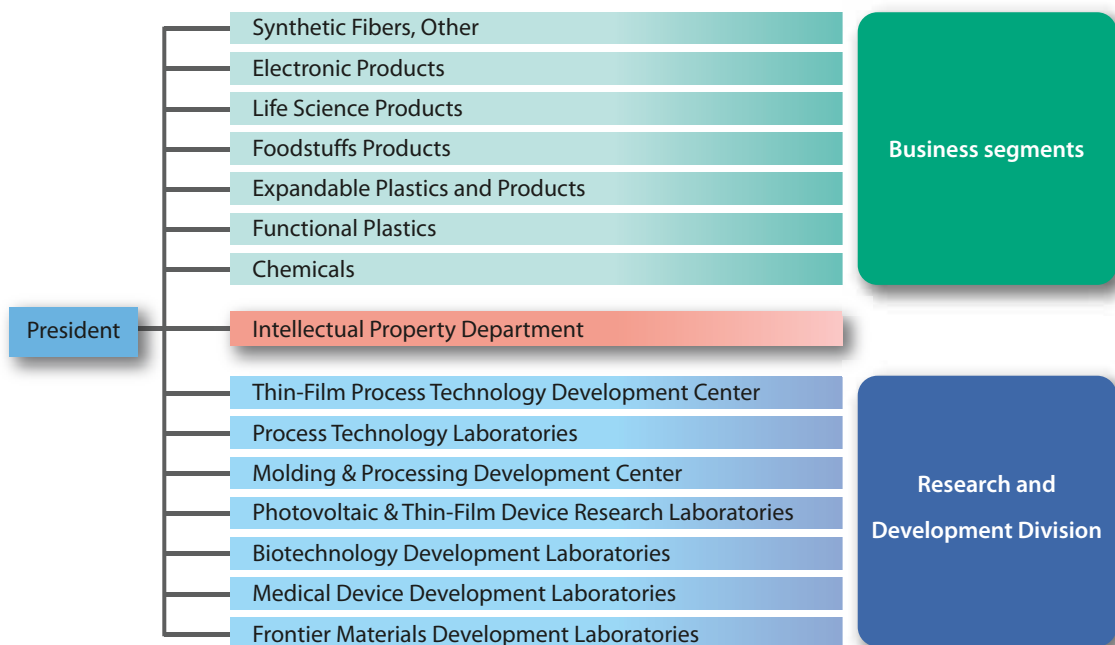 Synthetic Fibers, Other
Electronic Products
Life Science Products
Foodstuffs Products
Expandable Plastics and Products
Functional Plastics
Chemicals
Business segments
President
Intellectual Property Department
Thin-Film Process Technology Development Center
Process Technology Laboratories
Molding & Processing Development Center
Photovoltaic & Thin-Film Device Research Laboratories
Biotechnology Development Laboratories
Medical Device Development Laboratories
Frontier Materials Development Laboratories
Research and
Development Division